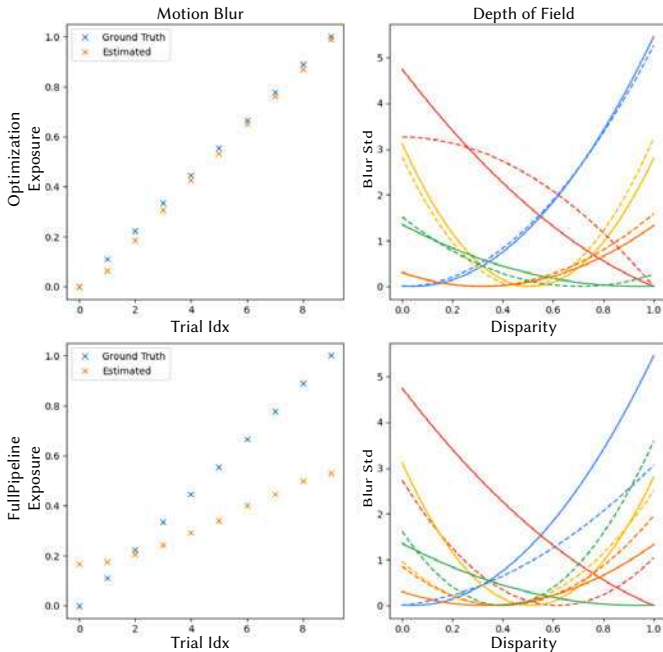 Motion Blur
Depth of Field
Optimization
Exposure
1.0
0.8
0.6
0.4
0.2
0.0
Ground Truth
Estimated
0 2 4 6 8
Trial Idx
Blur Std
5
4
3
2
1
0
0.0 0.2 0.4 0.6 0.8 1.0
Disparity
FullPipeline
Exposure
1.0
0.8
0.6
0.4
0.2
0.0
Ground Truth
Estimated
0 2 4 6 8
Trial Idx
Blur Std
5
4
3
2
1
0
0.0 0.2 0.4 0.6 0.8 1.0
Disparity